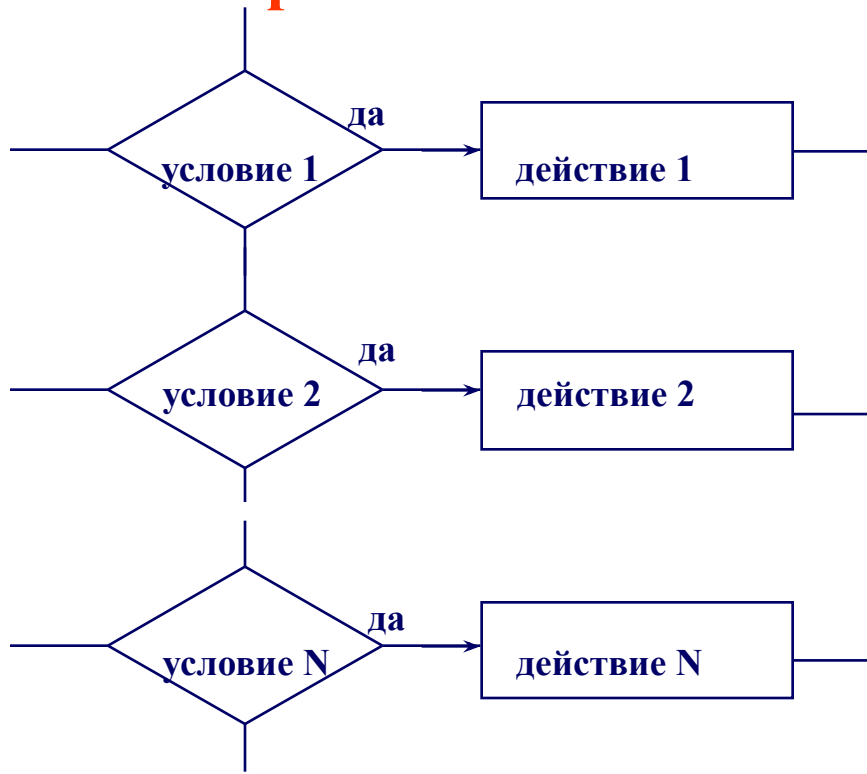 да
условие 1
действие 1
да
условие 2
действие 2
да
условие N
действие N